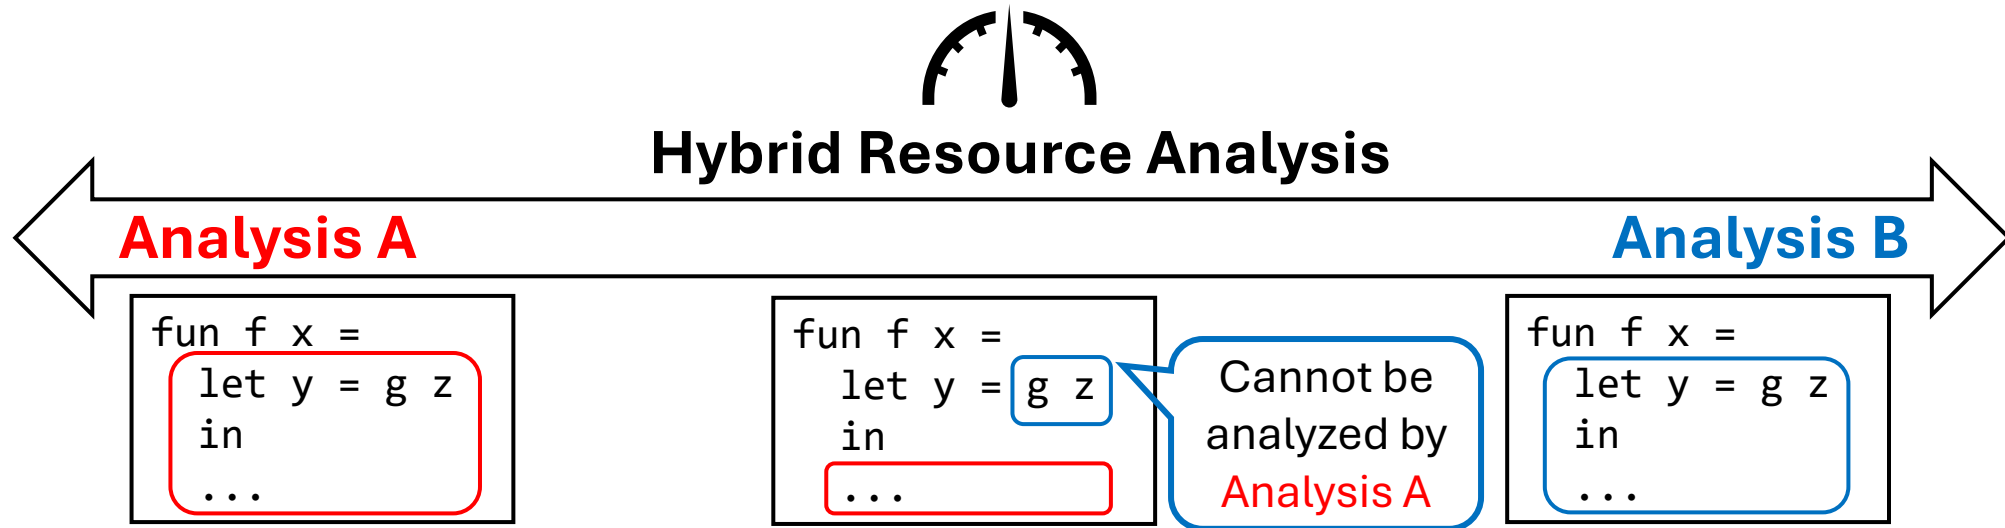 Hybrid Resource Analysis
Analysis A
Analysis B
fun f x =
let y = g z
in
...
fun f x =
let y = g z
in
...
Cannot be
analyzed by
Analysis A
fun f x =
let y = g z
in
...